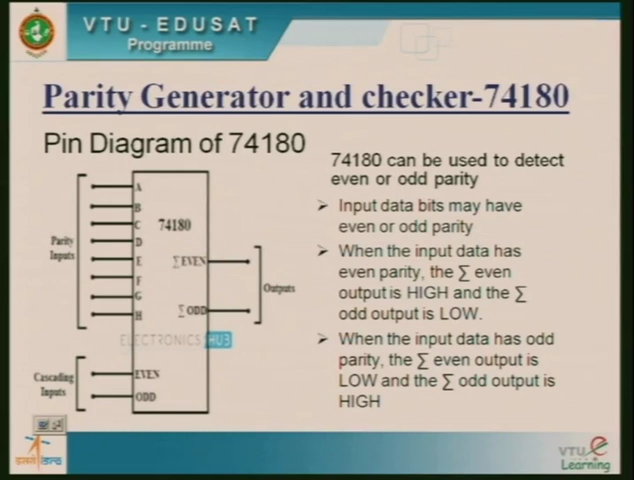 VTU - EDUSAT
Programme
Parity Generator and checker-74180
Pin Diagram of 74180
A
B
C
D
E
F
G
H
74180
Parity
Inputs
∑EVEN
∑ODD
Outputs
ELECTRONICS HUB
Cascading
Inputs
EVEN
ODD
74180 can be used to detect
even or odd parity
➢ Input data bits may have
even or odd parity
➢ When the input data has
even parity, the ∑ even
output is HIGH and the ∑
odd output is LOW.
➢ When the input data has odd
parity, the ∑ even output is
LOW and the ∑ odd output is
HIGH
इसरो isro
VTU e
Learning